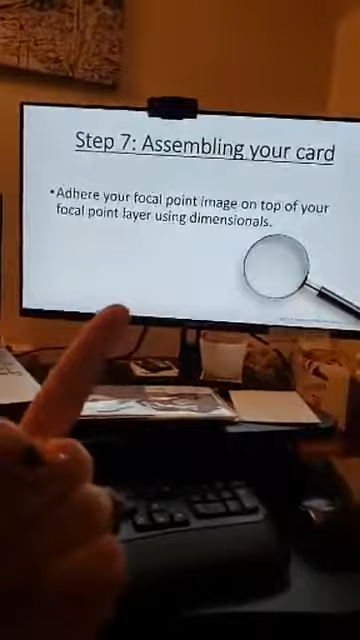 Step 7: Assembling your card
•Adhere your focal point image on top of your
focal point layer using dimensionals.